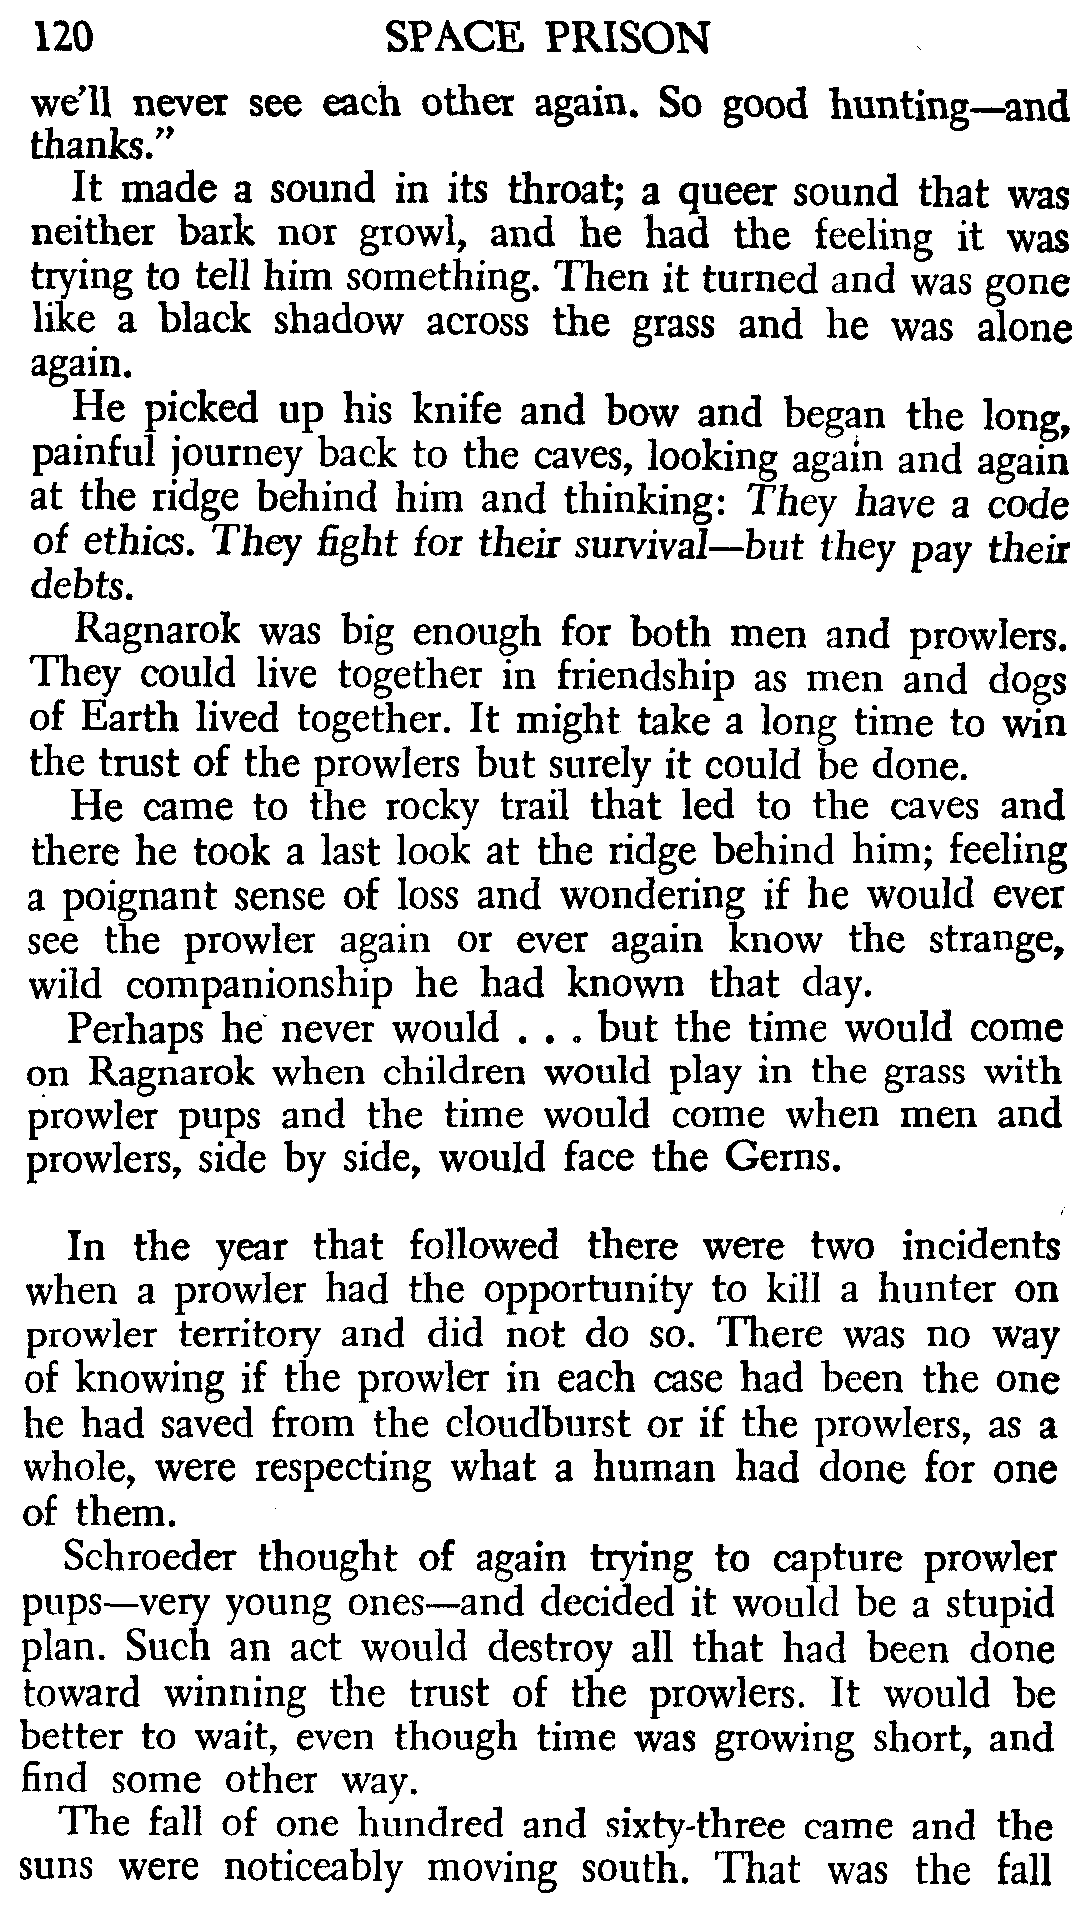 120 SPACE PRISON
we'll never see each other again. So good hunting—and
thanks."
It made a sound in its throat; a queer sound that was
neither bark nor growl, and he had the feeling it was
trying to tell him something. Then it turned and was gone
like a black shadow across the grass and he was alone
again.
He picked up his knife and bow and began the long,
painful journey back to the caves, looking again and again
at the ridge behind him and thinking: They have a code
of ethics. They fight for their survival—but they pay their
debts.
Ragnarok was big enough for both men and prowlers.
They could live together in friendship as men and dogs
of Earth lived together. It might take a long time to win
the trust of the prowlers but surely it could be done.
He came to the rocky trail that led to the caves and
there he took a last look at the ridge behind him; feeling
a poignant sense of loss and wondering if he would ever
see the prowler again or ever again know the strange,
wild companionship he had known that day.
Perhaps he never would . . . but the time would come
on Ragnarok when children would play in the grass with
prowler pups and the time would come when men and
prowlers, side by side, would face the Gerns.
In the year that followed there were two incidents
when a prowler had the opportunity to kill a hunter on
prowler territory and did not do so. There was no way
of knowing if the prowler in each case had been the one
he had saved from the cloudburst or if the prowlers, as a
whole, were respecting what a human had done for one
of them.
Schroeder thought of again trying to capture prowler
pups—very young ones—and decided it would be a stupid
plan. Such an act would destroy all that had been done
toward winning the trust of the prowlers. It would be
better to wait, even though time was growing short, and
find some other way.
The fall of one hundred and sixty-three came and the
suns were noticeably moving south. That was the fall